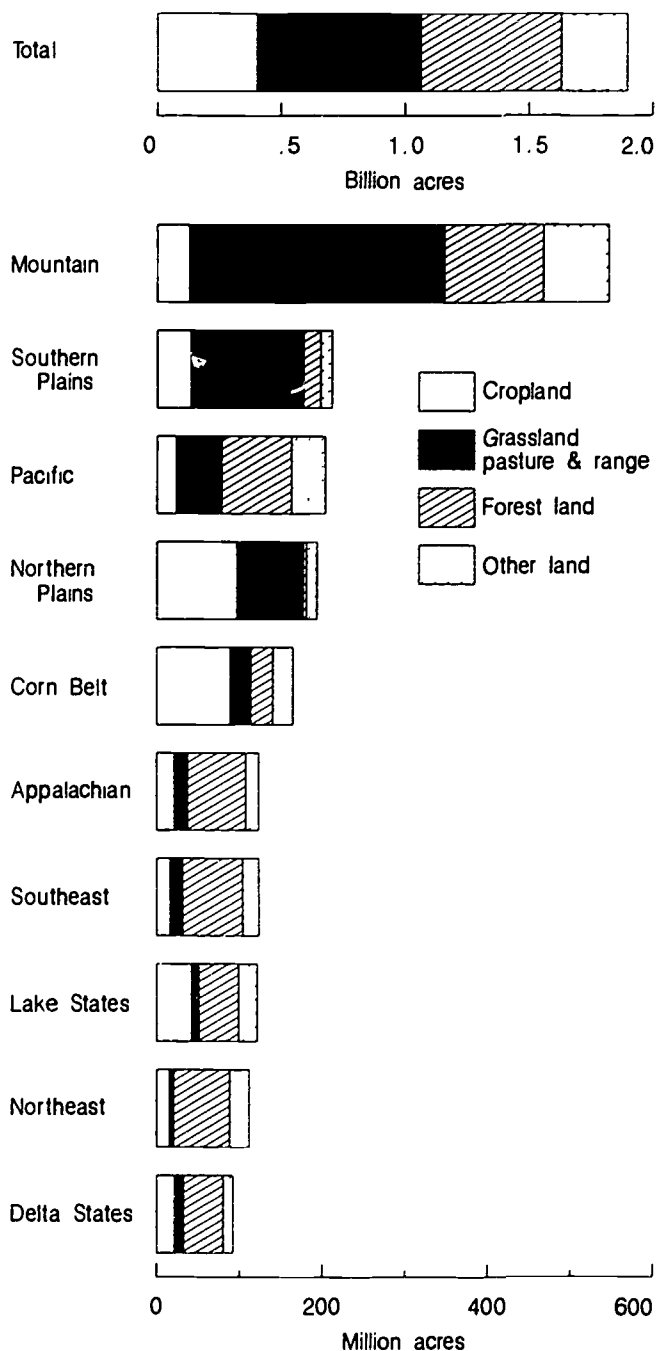 Total
0 .5 1.0 1.5 2.0
Billion acres
Mountain
Southern
Plains
Cropland
Grassland
pasture & range
Forest land
Other land
Pacific
Northern
Plains
Corn Belt
Appalachian
Southeast
Lake States
Northeast
Delta States
0 200 400 600
Million acres